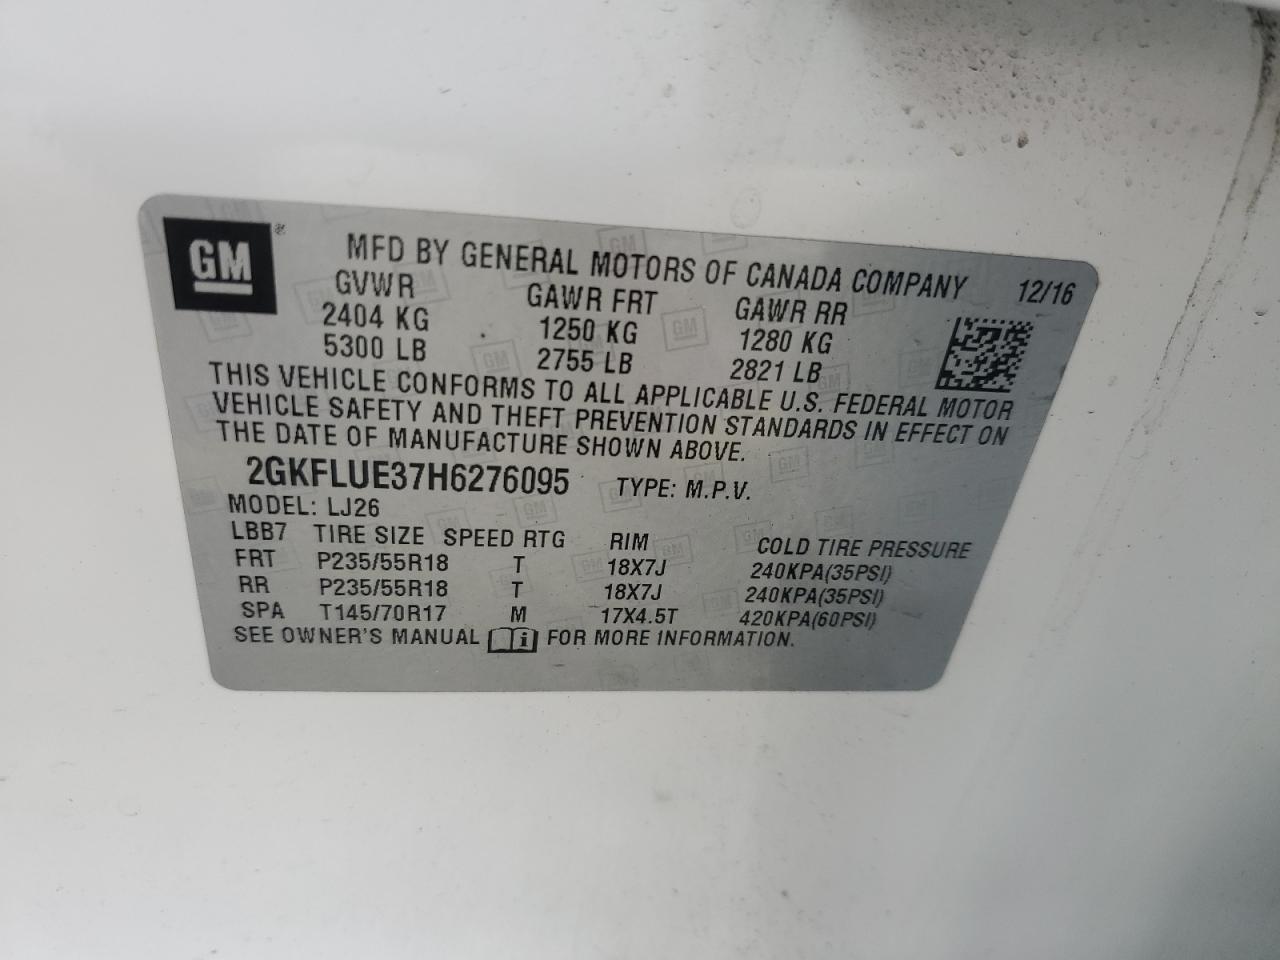 GM ®
MFD BY GENERAL MOTORS OF CANADA COMPANY 12/16
GVWR GAWR FRT GAWR RR
2404 KG 1250 KG 1280 KG
5300 LB 2755 LB 2821 LB
THIS VEHICLE CONFORMS TO ALL APPLICABLE U.S. FEDERAL MOTOR
VEHICLE SAFETY AND THEFT PREVENTION STANDARDS IN EFFECT ON
THE DATE OF MANUFACTURE SHOWN ABOVE.
2GKFLUE37H6276095 TYPE: M.P.V.
MODEL: LJ26
LBB7 TIRE SIZE SPEED RTG RIM COLD TIRE PRESSURE
FRT P235/55R18 T 18X7J 240KPA(35PSI)
RR P235/55R18 T 18X7J 240KPA(35PSI)
SPA T145/70R17 M 17X4.5T 420KPA(60PSI)
SEE OWNER'S MANUAL i FOR MORE INFORMATION.